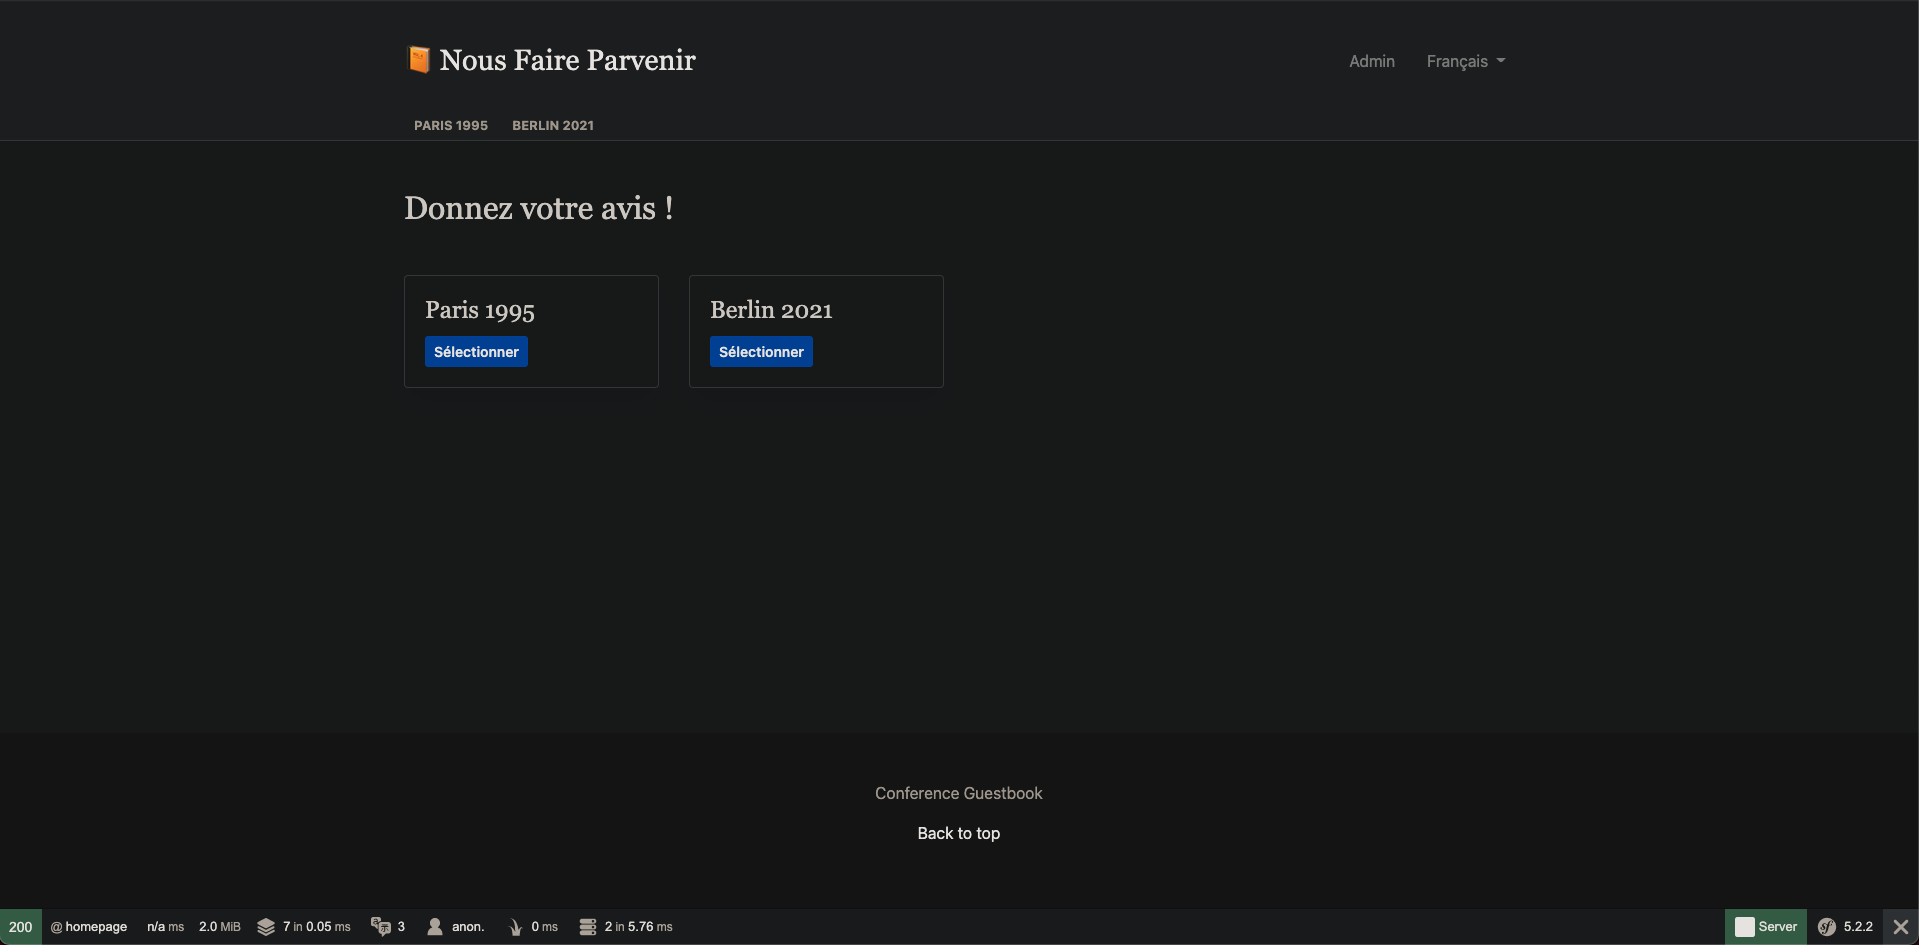 Nous Faire Parvenir
Admin Français
PARIS 1995 BERLIN 2021
Donnez votre avis !
Paris 1995
Sélectionner
Berlin 2021
Sélectionner
Conference Guestbook
Back to top
200 @ homepage n/a ms 2.0 MiB 7 in 0.05 ms 3 anon. 0 ms 2 in 5.76 ms Server 5.2.2